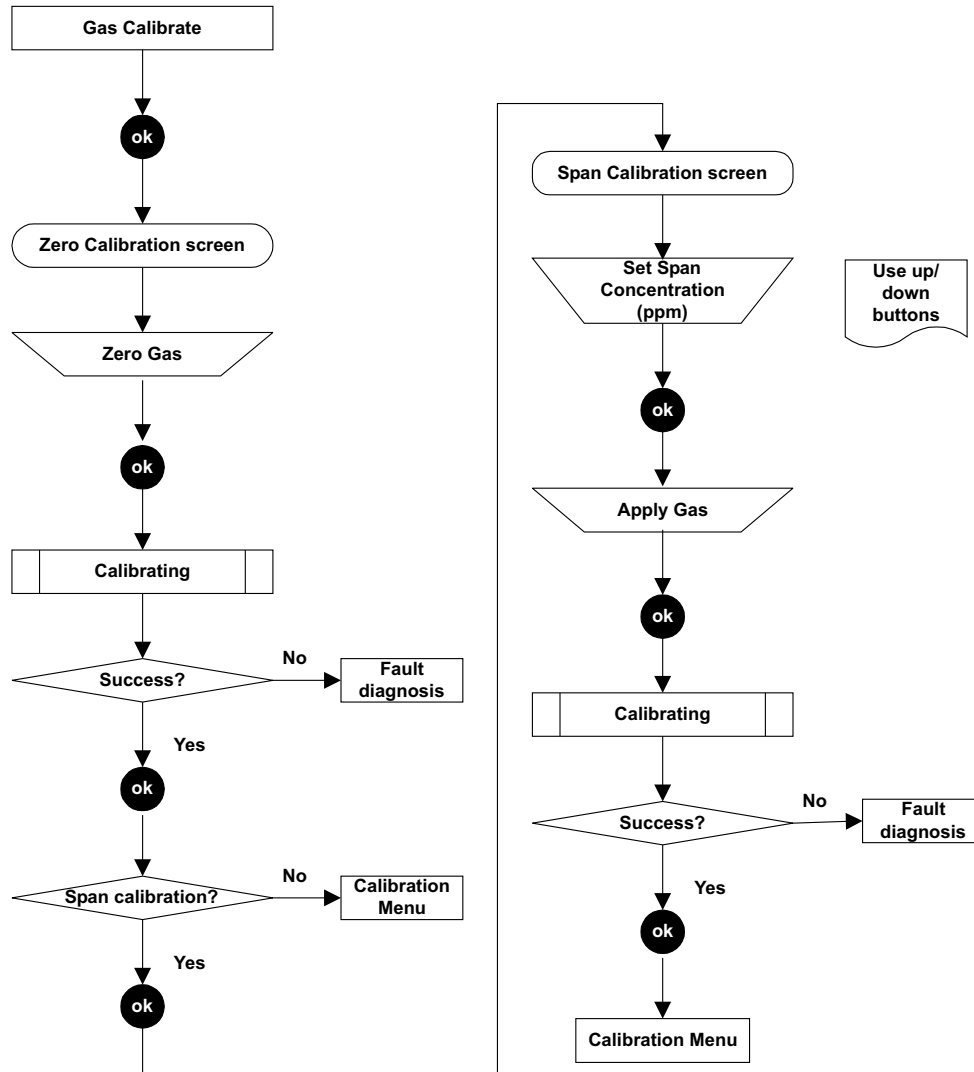 Gas Calibrate
ok
Zero Calibration screen
Zero Gas
ok
Calibrating
Success?
No
Fault
diagnosis
Yes
ok
Span calibration?
No
Calibration
Menu
Yes
ok
Span Calibration screen
Set Span
Concentration
(ppm)
Use up/
down
buttons
ok
Apply Gas
ok
Calibrating
Success?
No
Fault
diagnosis
Yes
ok
Calibration Menu